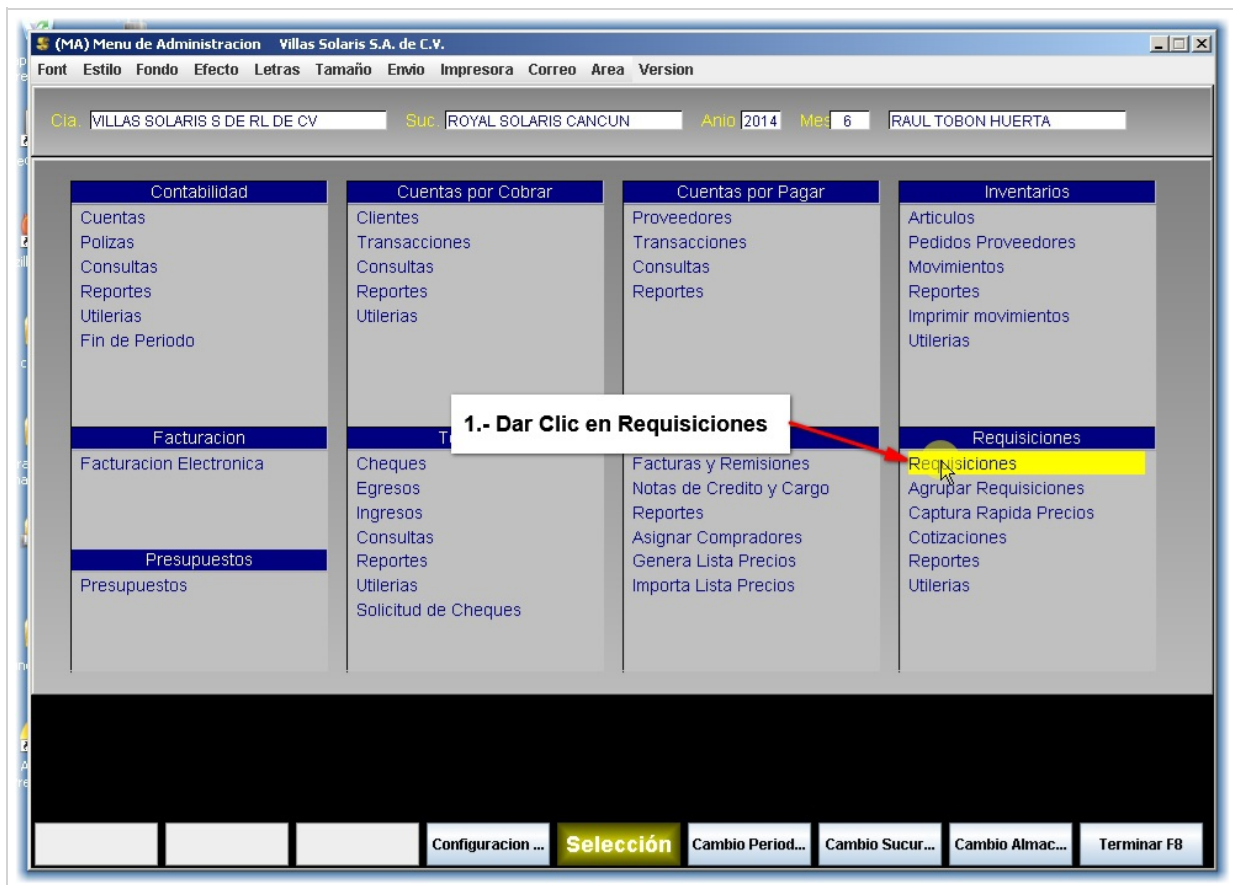 (MA) Menu de Administracion Villas Solaris S.A. de C.V.
Font Estilo Fondo Efecto Letras Tamaño Envio Impresora Correo Area Version
Cia. VILLAS SOLARIS S DE RL DE CV Suc. ROYAL SOLARIS CANCUN Anio 2014 Mes 6 RAUL TOBON HUERTA
Contabilidad
Cuentas
Polizas
Consultas
Reportes
Utilerias
Fin de Periodo
Cuentas por Cobrar
Clientes
Transacciones
Consultas
Reportes
Utilerias
Cuentas por Pagar
Proveedores
Transacciones
Consultas
Reportes
Inventarios
Articulos
Pedidos Proveedores
Movimientos
Reportes
Imprimir movimientos
Utilerias
1.- Dar Clic en Requisiciones
Facturacion
Facturacion Electronica
Presupuestos
Presupuestos
Cheques
Egresos
Ingresos
Consultas
Reportes
Utilerias
Solicitud de Cheques
Facturas y Remisiones
Notas de Credito y Cargo
Reportes
Asignar Compradores
Genera Lista Precios
Importa Lista Precios
Requisiciones
Requisiciones
Agrupar Requisiciones
Captura Rapida Precios
Cotizaciones
Reportes
Utilerias
Configuracion ... Selección Cambio Period... Cambio Sucur... Cambio Almac... Terminar F8